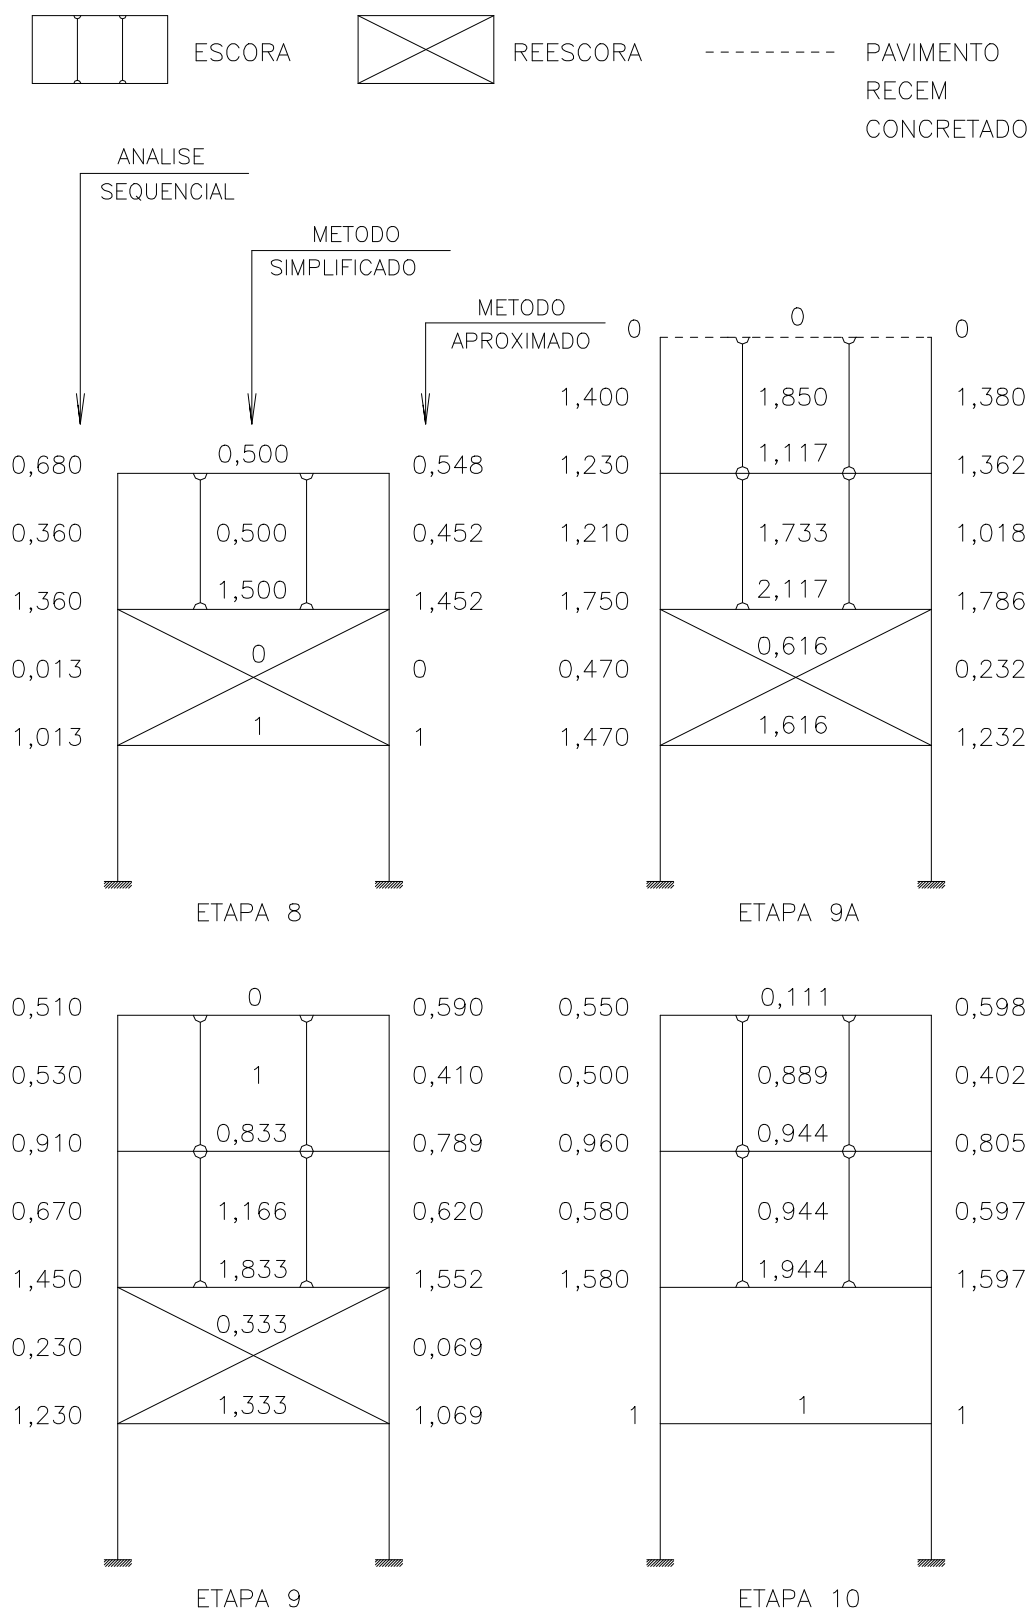 ESCORA
REESCORA
PAVIMENTO
RECEM
CONCRETADO
ANALISE
SEQUENCIAL
METODO
SIMPLIFICADO
METODO
APROXIMADO
0,680 0,500 0,548
0,360 0,500 0,452
1,360 1,500 1,452
0,013 0 0
1,013 1 1
ETAPA 8
0 0 0
1,400 1,850 1,380
1,230 1,117 1,362
1,210 1,733 1,018
1,750 2,117 1,786
0,470 0,616 0,232
1,470 1,616 1,232
ETAPA 9A
0,510 0 0,590
0,530 1 0,410
0,910 0,833 0,789
0,670 1,166 0,620
1,450 1,833 1,552
0,230 0,333 0,069
1,230 1,333 1,069
ETAPA 9
0,550 0,111 0,598
0,500 0,889 0,402
0,960 0,944 0,805
0,580 0,944 0,597
1,580 1,944 1,597
1 1 1
ETAPA 10